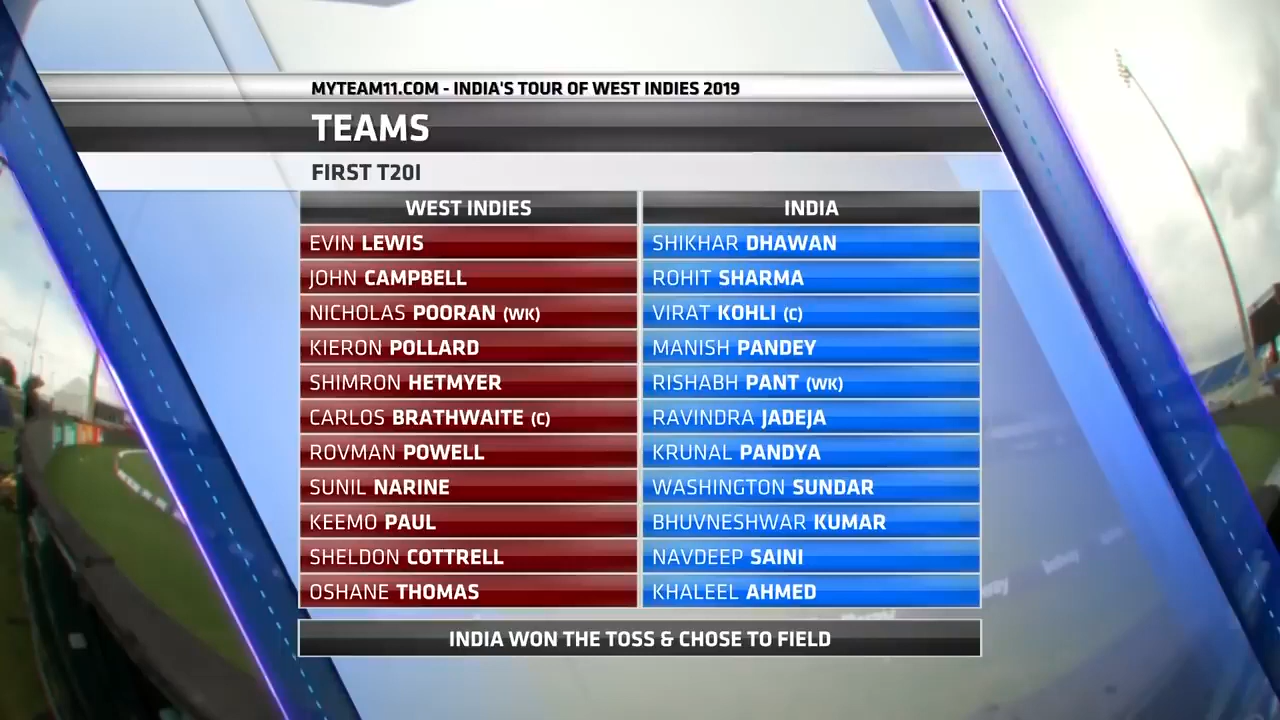 MYTEAM11.COM - INDIA'S TOUR OF WEST INDIES 2019
TEAMS
FIRST T20I
WEST INDIES INDIA
EVIN LEWIS SHIKHAR DHAWAN
JOHN CAMPBELL ROHIT SHARMA
NICHOLAS POORAN (WK) VIRAT KOHLI (C)
KIERON POLLARD MANISH PANDEY
SHIMRON HETMYER RISHABH PANT (WK)
CARLOS BRATHWAITE (C) RAVINDRA JADEJA
ROVMAN POWELL KRUNAL PANDYA
SUNIL NARINE WASHINGTON SUNDAR
KEEMO PAUL BHUVNESHWAR KUMAR
SHELDON COTTRELL NAVDEEP SAINI
OSHANE THOMAS KHALEEL AHMED
INDIA WON THE TOSS & CHOSE TO FIELD